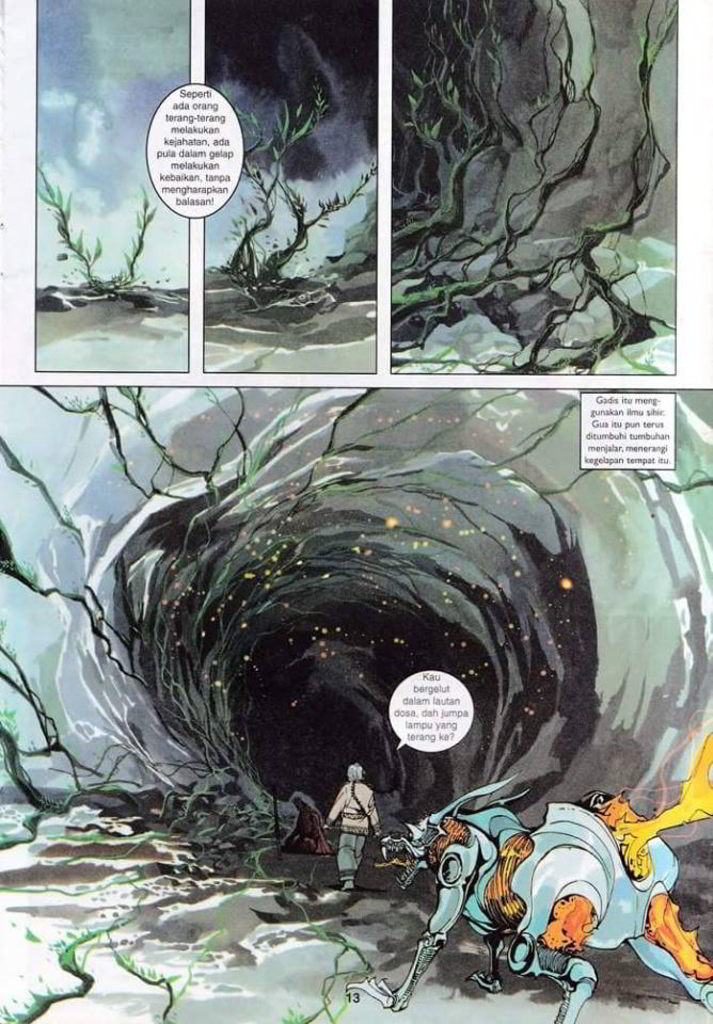 Seperti
ada orang
terang-terang
melakukan
kejahatan, ada
pula dalam gelap
melakukan
kebaikan, tanpa
mengharapkan
balasan!
Gadis itu meng-
gunakan ilmu sihir.
Gua itu pun terus
ditumbuhi tumbuhan
menjalar, menerangi
kegelapan tempat itu.
Kau
bergelut
dalam lautan
dosa, dah jumpa
lampu yang
terang ke?
13